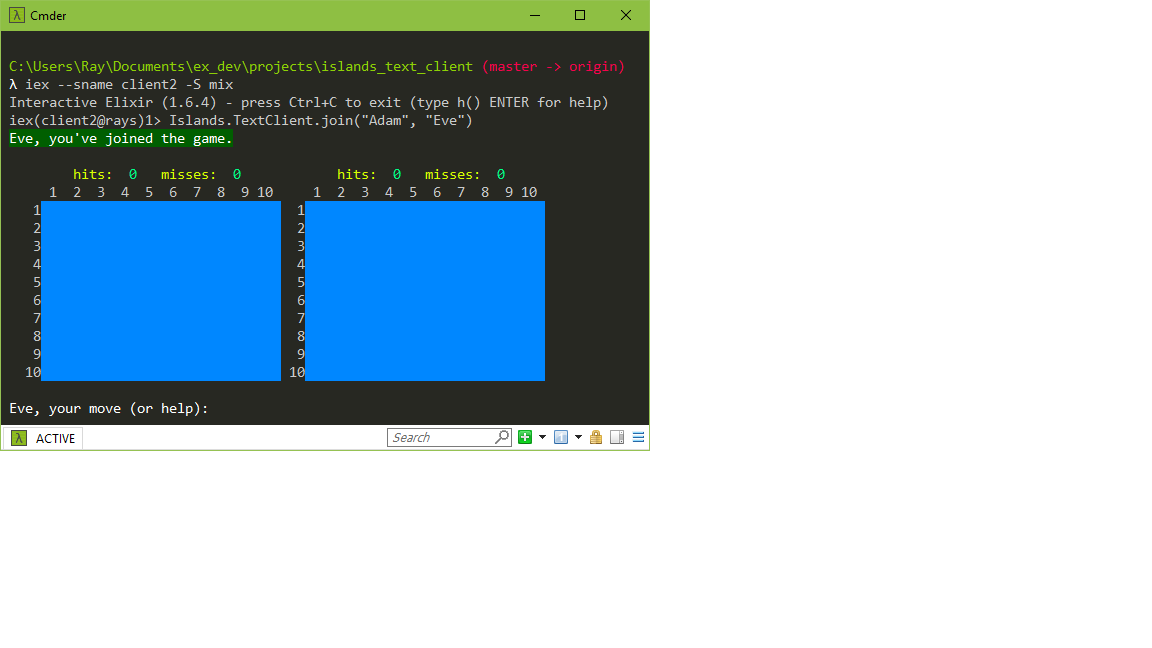 Cmder
C:\Users\Ray\Documents\ex_dev\projects\islands_text_client (master -> origin)
λ iex --sname client2 -S mix
Interactive Elixir (1.6.4) - press Ctrl+C to exit (type h() ENTER for help)
iex(client2@rays)1> Islands.TextClient.join("Adam", "Eve")
Eve, you've joined the game.
hits: 0 misses: 0 hits: 0 misses: 0
1 2 3 4 5 6 7 8 9 10 1 2 3 4 5 6 7 8 9 10
1 1
2 2
3 3
4 4
5 5
6 6
7 7
8 8
9 9
10 10
Eve, your move (or help):
λ ACTIVE Search